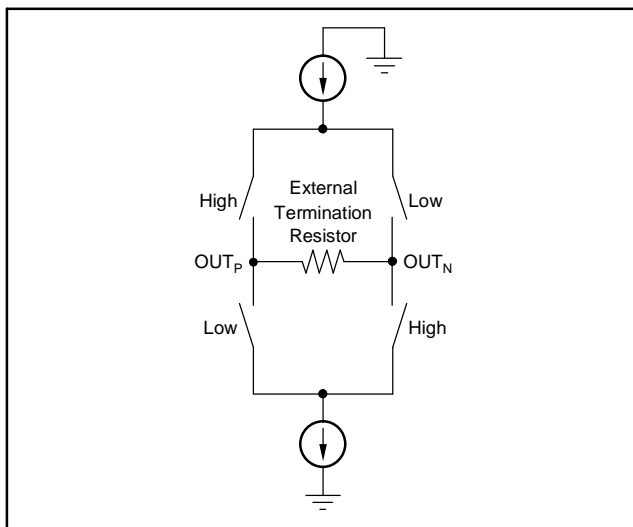 External
Termination
Resistor
High
Low
OUTP
OUTN
Low
High